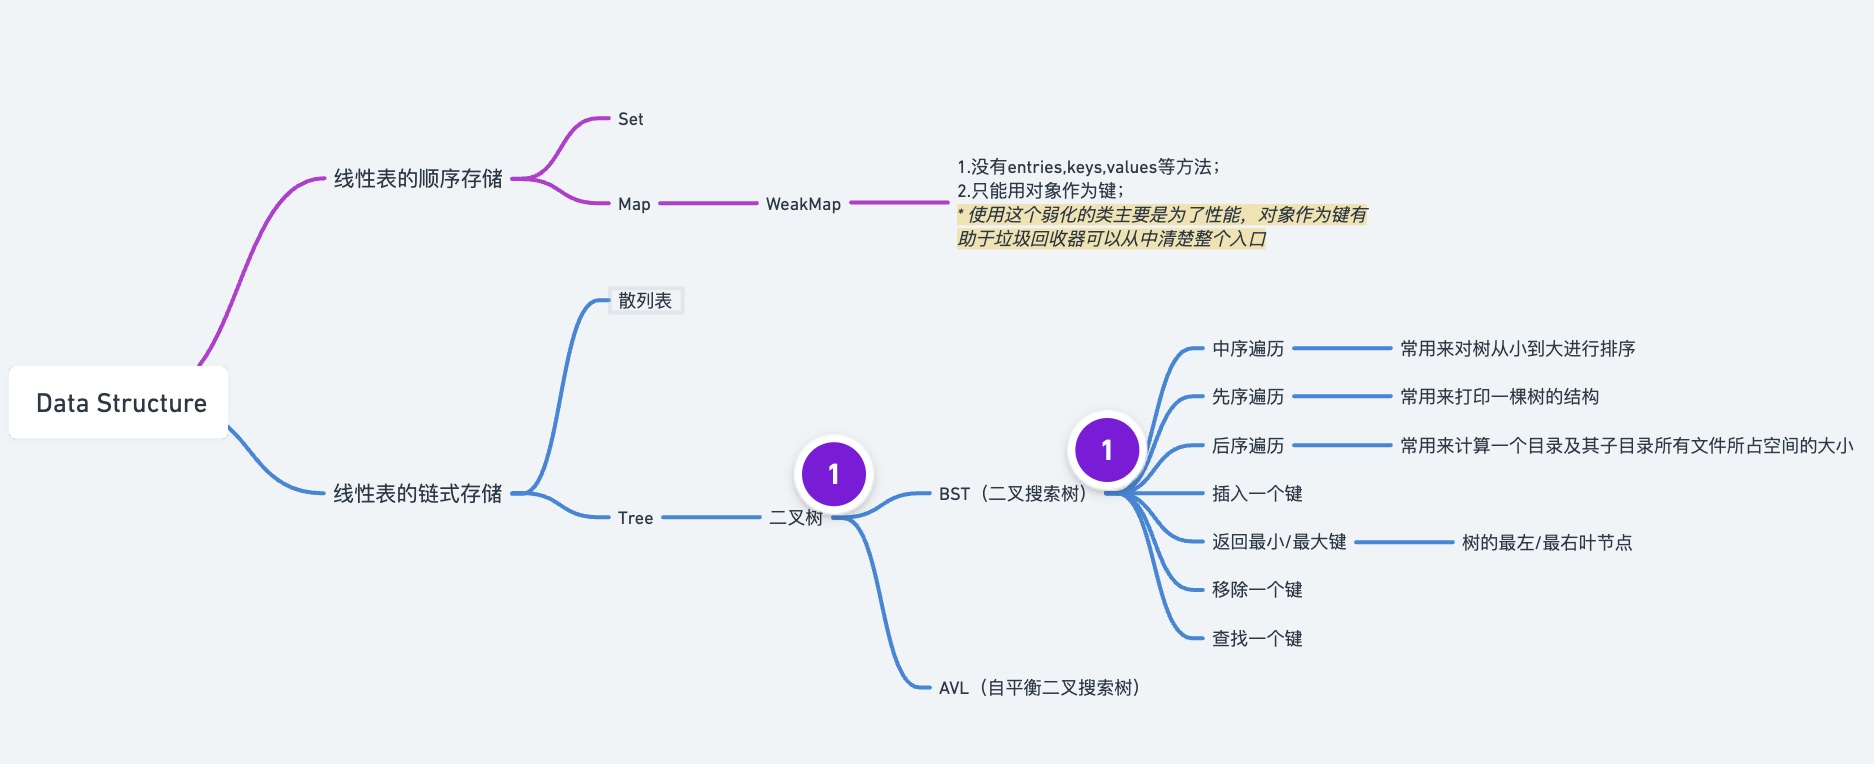 Data Structure
线性表的顺序存储
Set
Map
WeakMap
1.没有entries,keys,values等方法；
2.只能用对象作为键；
* 使用这个弱化的类主要是为了性能，对象作为键有
助于垃圾回收器可以从中清楚整个入口
线性表的链式存储
散列表
Tree
二叉树
1
BST（二叉搜索树）
1
中序遍历
常用来对树从小到大进行排序
先序遍历
常用来打印一棵树的结构
后序遍历
常用来计算一个目录及其子目录所有文件所占空间的大小
插入一个键
返回最小/最大键
树的最左/最右叶节点
移除一个键
查找一个键
AVL（自平衡二叉搜索树）